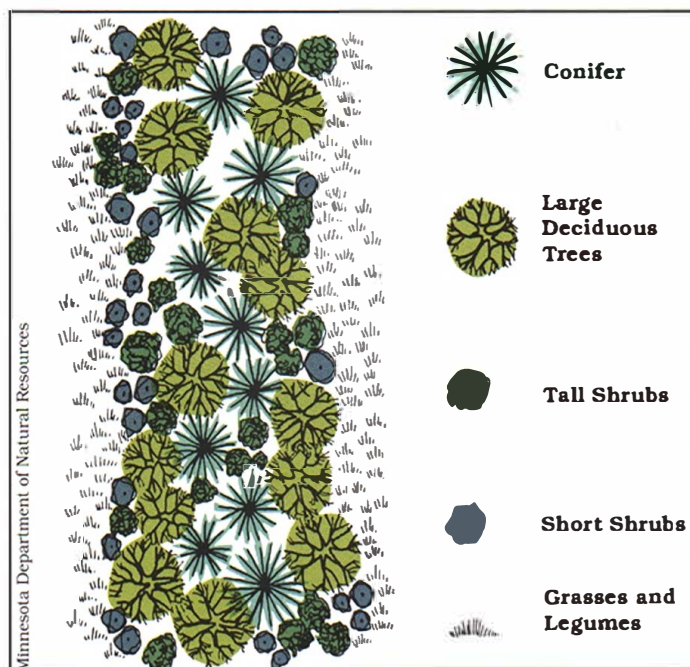 Conifer
Large
Deciduous
Trees
Tall Shrubs
Short Shrubs
Grasses and
Legumes
Minnesota Department of Natural Resources